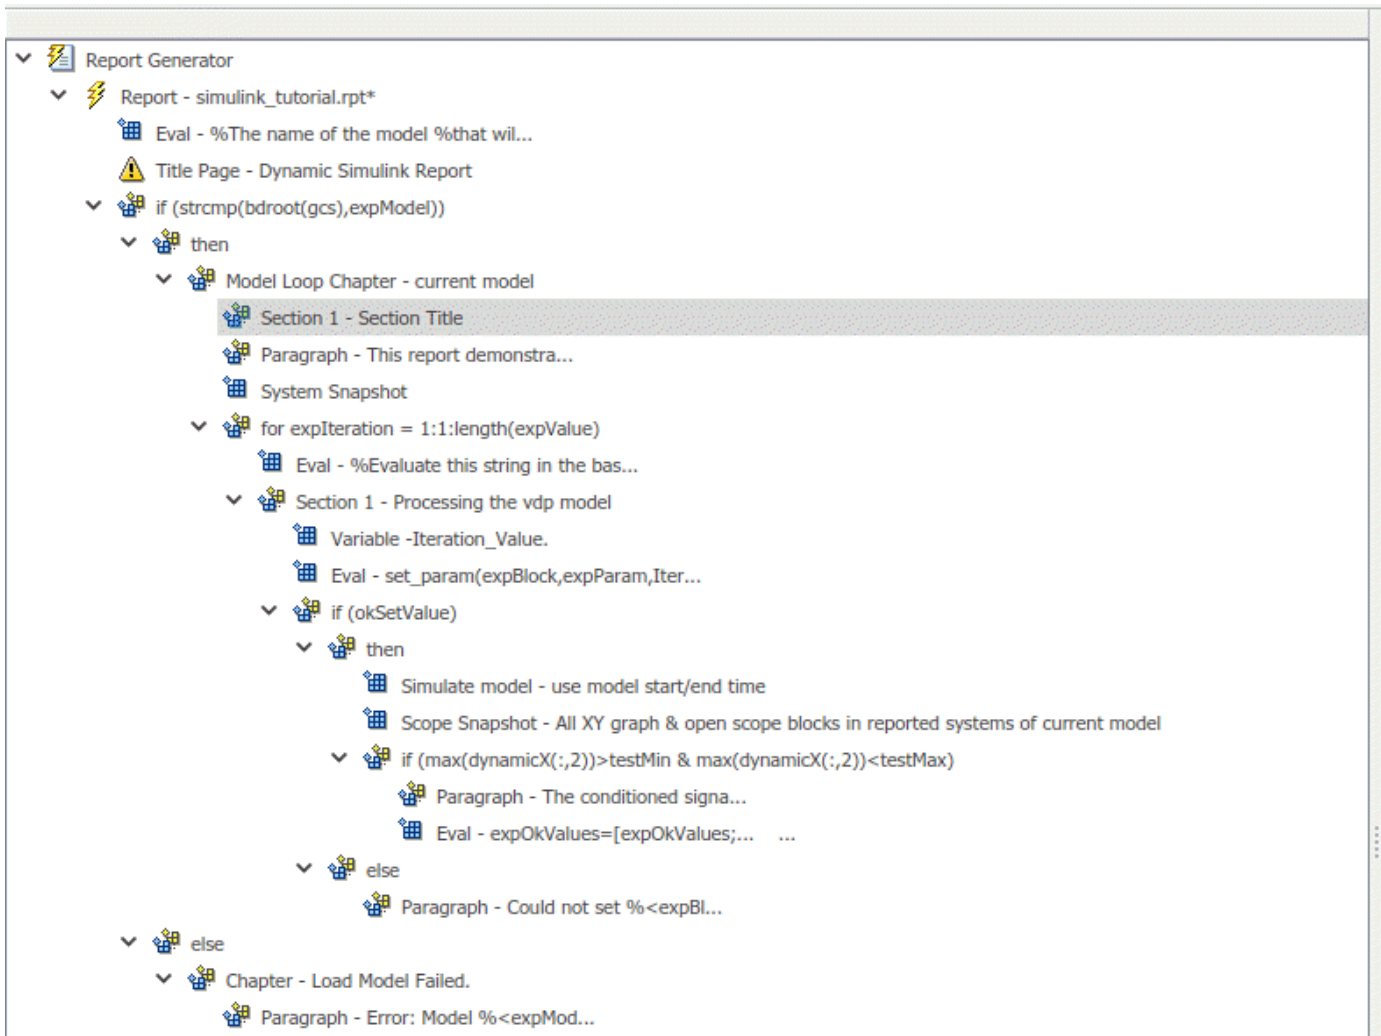 Report Generator
Report - simulink_tutorial.rpt*
Eval - %The name of the model %that wil...
Title Page - Dynamic Simulink Report
if (strcmp(bdroot(gcs),expModel))
then
Model Loop Chapter - current model
Section 1 - Section Title
Paragraph - This report demonstra...
System Snapshot
for expIteration = 1:1:length(expValue)
Eval - %Evaluate this string in the bas...
Section 1 - Processing the vdp model
Variable -Iteration_Value.
Eval - set_param(expBlock,expParam,Iter...
if (okSetValue)
then
Simulate model - use model start/end time
Scope Snapshot - All XY graph & open scope blocks in reported systems of current model
if (max(dynamicX(:,2))>testMin & max(dynamicX(:,2))<testMax)
Paragraph - The conditioned signa...
Eval - expOkValues=[expOkValues;... ...
else
Paragraph - Could not set %<expBl...
else
Chapter - Load Model Failed.
Paragraph - Error: Model %<expMod...